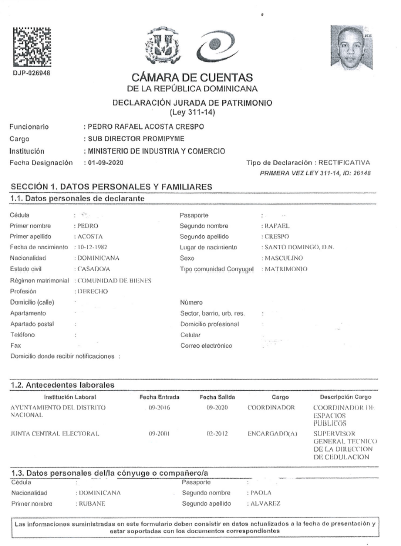 DJP-026948
CÁMARA DE CUENTAS
DE LA REPÚBLICA DOMINICANA
DECLARACIÓN JURADA DE PATRIMONIO
(Ley 311-14)
Funcionario : PEDRO RAFAEL ACOSTA CRESPO
Cargo : SUB DIRECTOR PROMIPYME
Institución : MINISTERIO DE INDUSTRIA Y COMERCIO
Fecha Designación : 01-09-2020 Tipo de Declaración : RECTIFICATIVA
PRIMERA VEZ LEY 311-14, ID: 26148
SECCIÓN 1. DATOS PERSONALES Y FAMILIARES
1.1. Datos personales de declarante
Cédula : Pasaporte :
Primer nombre : PEDRO Segundo nombre : RAFAEL
Primer apellido : ACOSTA Segundo apellido : CRESPO
Fecha de nacimiento : 10-12-1982 Lugar de nacimiento : SANTO DOMINGO, D.N.
Nacionalidad : DOMINICANA Sexo : MASCULINO
Estado civil : CASADO/A Tipo comunidad Conyugal : MATRIMONIO
Régimen matrimonial : COMUNIDAD DE BIENES
Profesión : DERECHO
Domicilio (calle) : Número
Apartamento : Sector, barrio, urb, res. :
Apartado postal : Domicilio profesional :
Teléfono : Celular
Fax : Correo electrónico :
Domicilio donde recibir notificaciones :
1.2. Antecedentes laborales
Institución Laboral Fecha Entrada Fecha Salida Cargo Descripción Cargo
AYUNTAMIENTO DEL DISTRITO NACIONAL 09-2016 09-2020 COORDINADOR COORDINADOR DE ESPACIOS PUBLICOS
JUNTA CENTRAL ELECTORAL 09-2001 02-2012 ENCARGADO(A) SUPERVISOR GENERAL TECNICO DE LA DIRECCION DE CEDULACION
1.3. Datos personales del/la cónyuge o compañero/a
Cédula : Pasaporte :
Nacionalidad : DOMINICANA Segundo nombre : PAOLA
Primer nombre : RUBANE Segundo apellido : ALVAREZ
Las informaciones suministradas en este formulario deben consistir en datos actualizados a la fecha de presentación y
estar soportadas con los documentos correspondientes